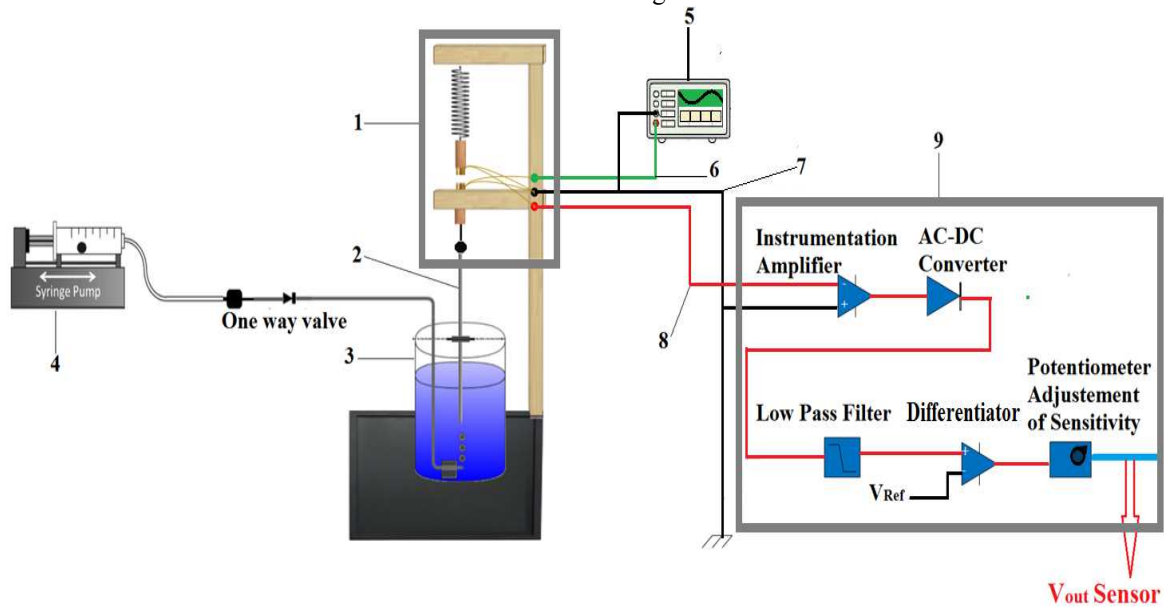 5
1
6
7
9
Instrumentation
Amplifier
AC-DC
Converter
-
+
2
Syringe Pump
One way valve
4
3
8
Potentiometer
Adjustement
of Sensitivity
Low Pass Filter
Differentiator
+
-
VRef
Vout Sensor